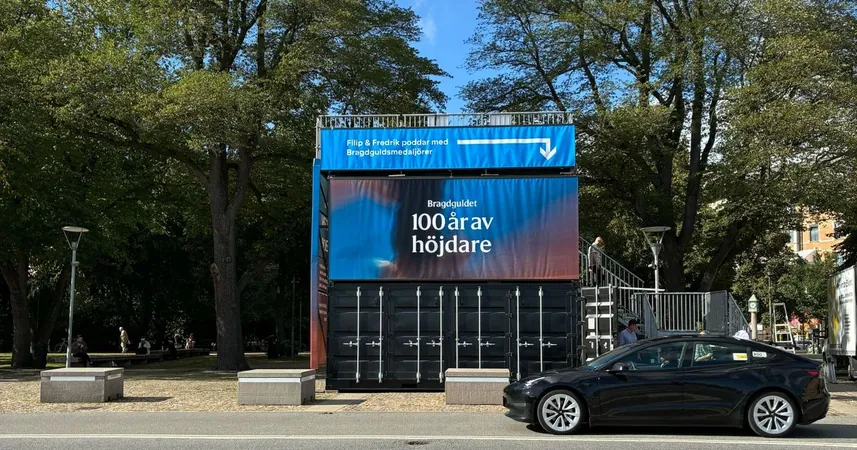 Filip & Fredrik poddar med
Bragdguldsmedaljörer
Bragdguldet
100 år av
höjdare